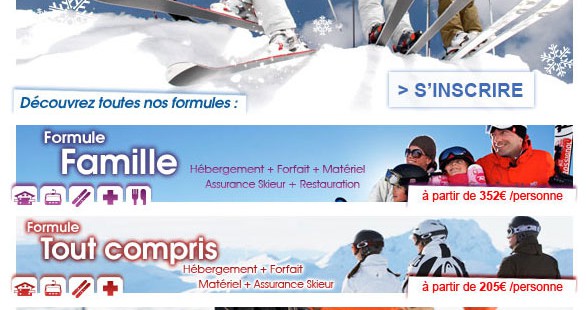 > S'INSCRIRE
Découvrez toutes nos formules :
Formule
Famille
Hébergement + Forfait + Matériel
Assurance Skieur + Restauration
à partir de 352€ /personne
Formule
Tout compris
Hébergement + Forfait
Matériel + Assurance Skieur
à partir de 205€ /personne